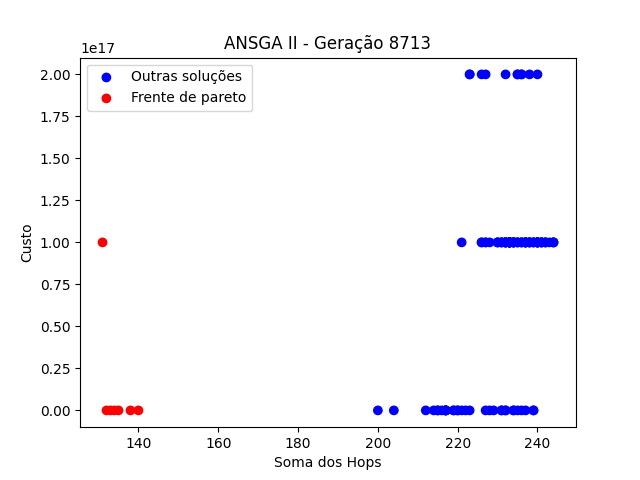 ANSGA II - Geração 8713
1e17
Outras soluções
Frente de pareto
2.00
1.75
1.50
1.25
1.00
0.75
0.50
0.25
0.00
Custo
140
160
180
200
220
240
Soma dos Hops